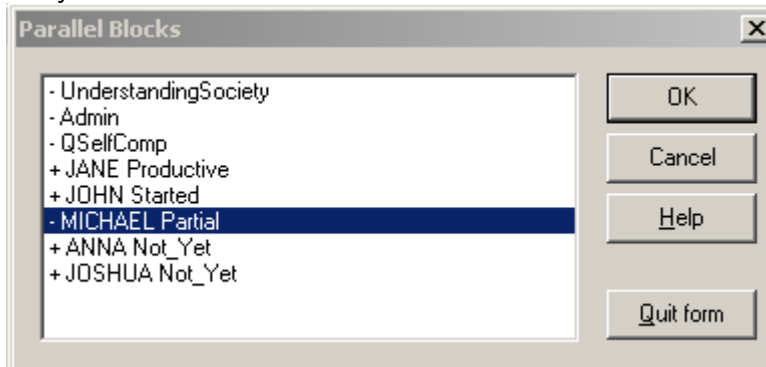 Parallel Blocks
- UnderstandingSociety
- Admin
- QSelfComp
+ JANE Productive
+ JOHN Started
- MICHAEL Partial
+ ANNA Not_Yet
+ JOSHUA Not_Yet
OK
Cancel
Help
Quit form